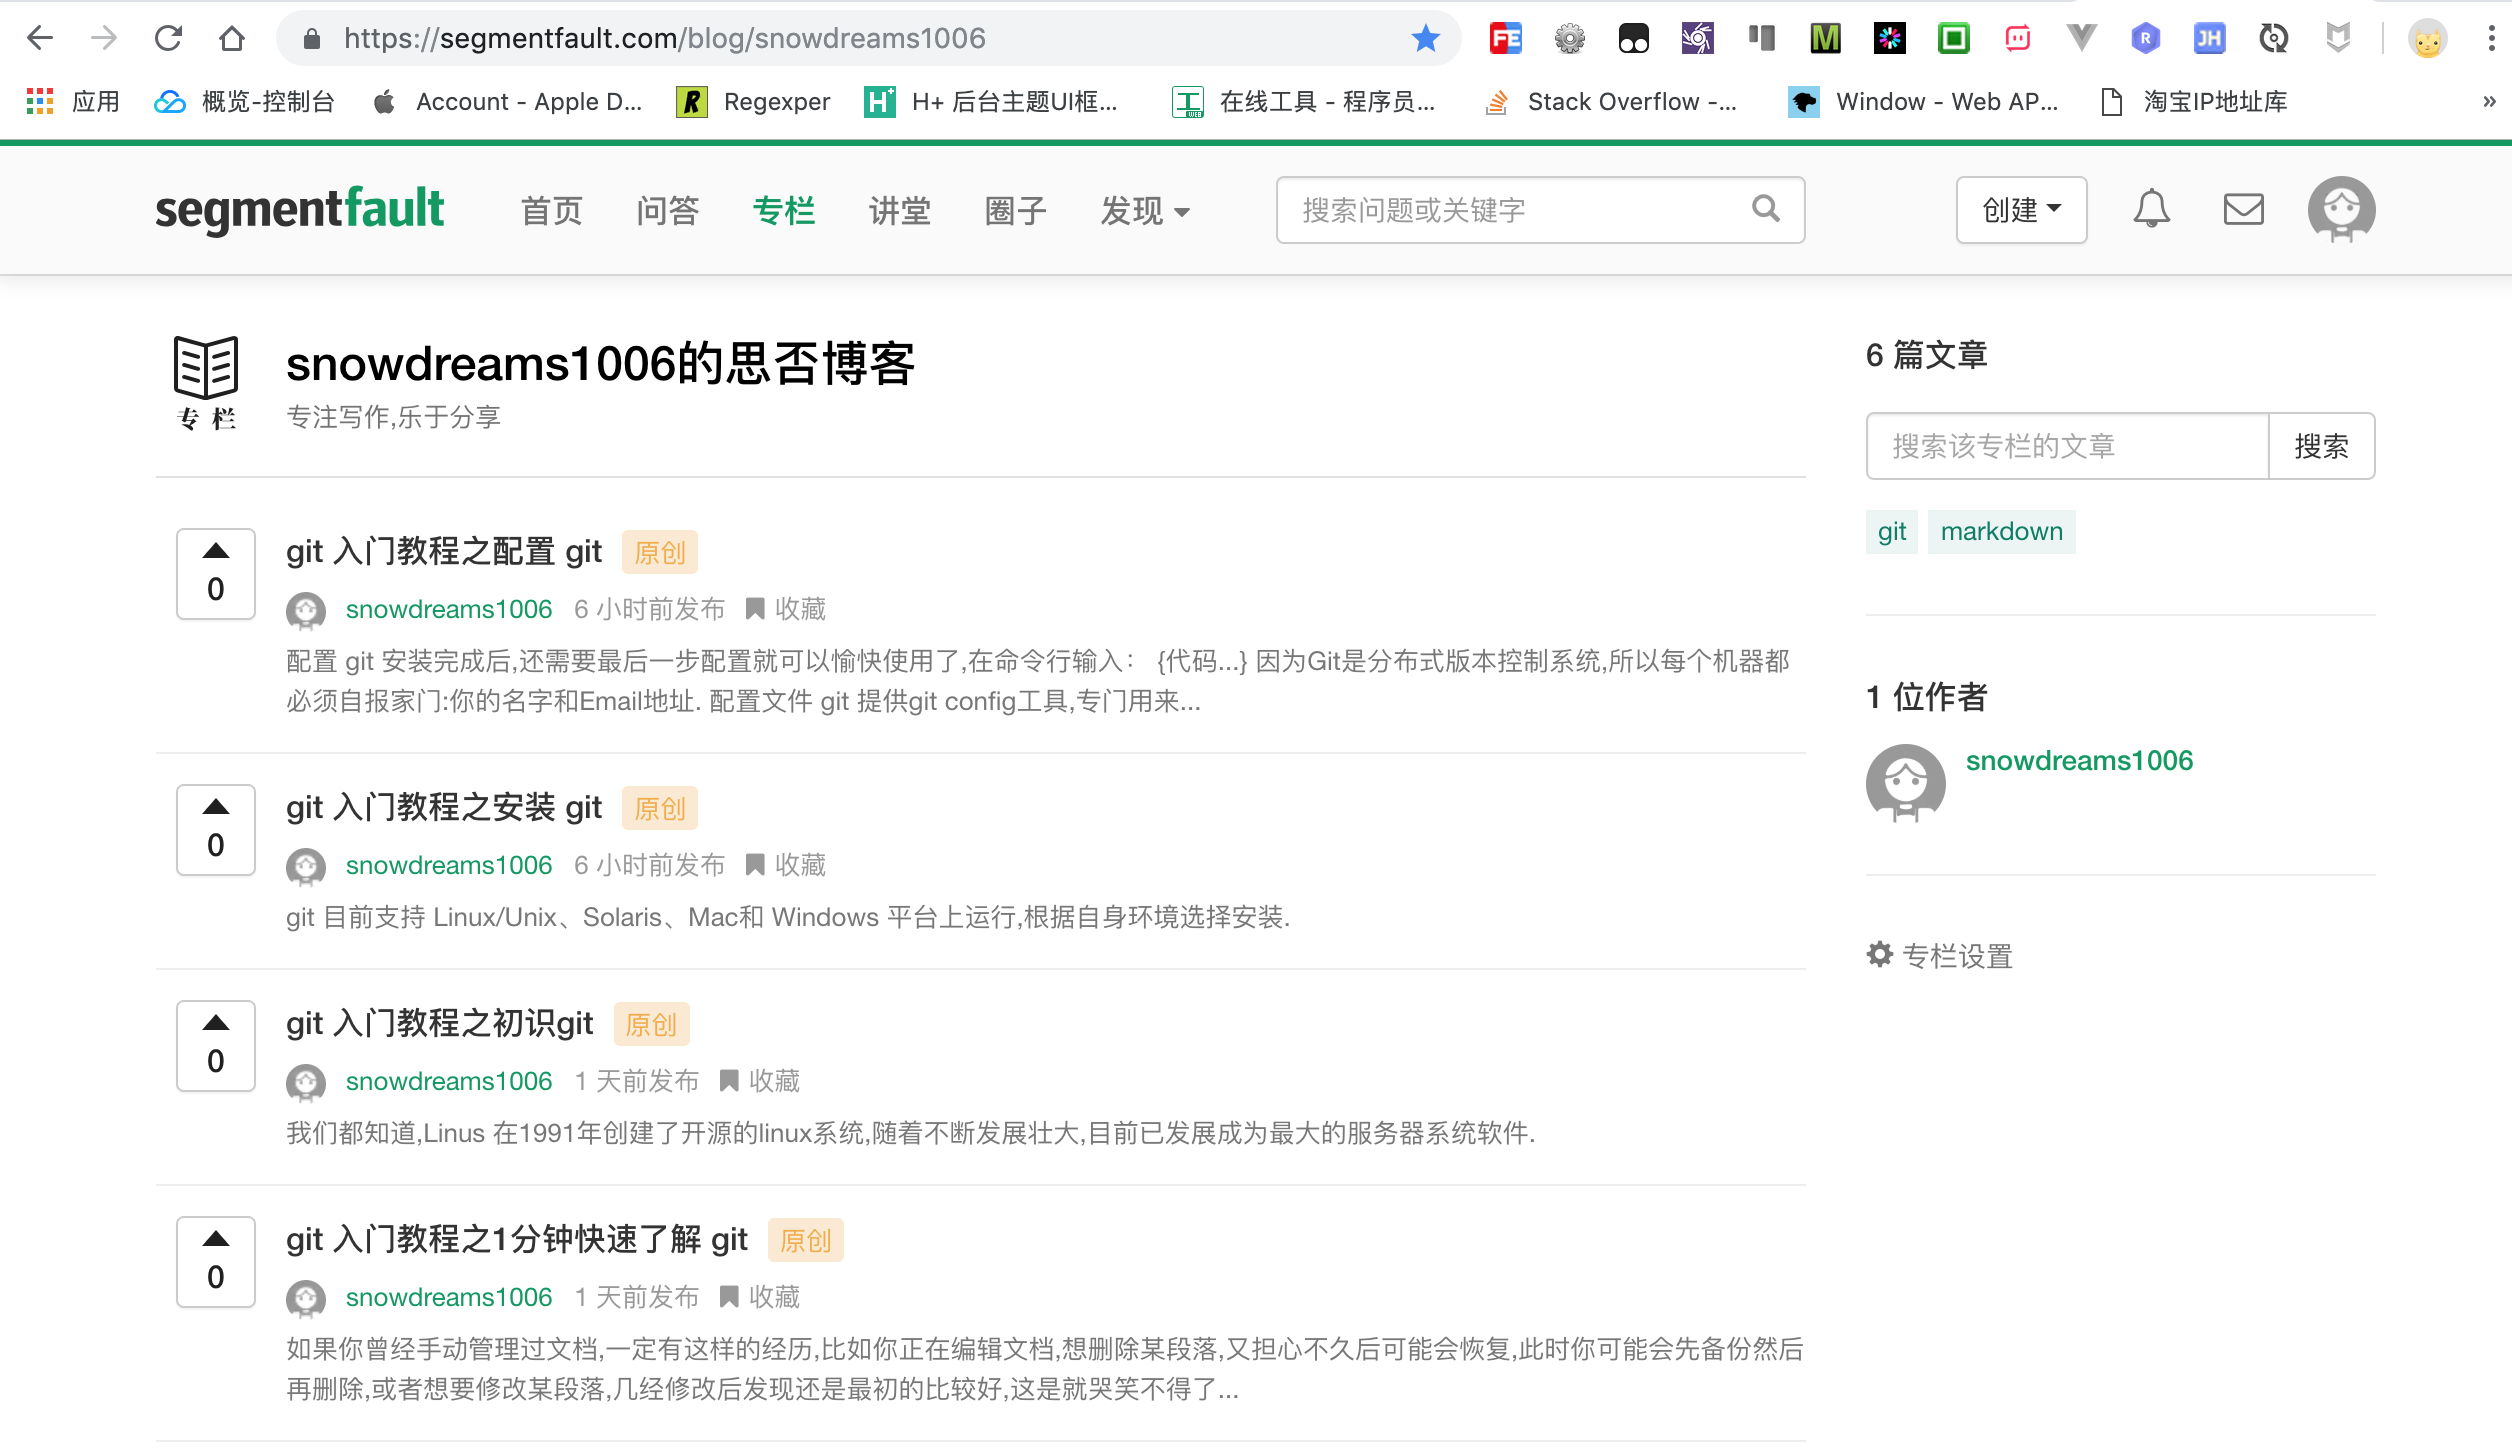 https://segmentfault.com/blog/snowdreams1006
应用 概览-控制台 Account - Apple D... Regexper H+ 后台主题UI框... 在线工具 - 程序员... Stack Overflow -... Window - Web AP... 淘宝IP地址库 »
segmentfault 首页 问答 专栏 讲堂 圈子 发现 搜索问题或关键字 创建
专栏
snowdreams1006的思否博客
专注写作,乐于分享
git 入门教程之配置 git 原创
0
snowdreams1006 6 小时前发布 收藏
配置 git 安装完成后,还需要最后一步配置就可以愉快使用了,在命令行输入： {代码...} 因为Git是分布式版本控制系统,所以每个机器都
必须自报家门:你的名字和Email地址. 配置文件 git 提供git config工具,专门用来...
git 入门教程之安装 git 原创
0
snowdreams1006 6 小时前发布 收藏
git 目前支持 Linux/Unix、Solaris、Mac和 Windows 平台上运行,根据自身环境选择安装.
git 入门教程之初识git 原创
0
snowdreams1006 1 天前发布 收藏
我们都知道,Linus 在1991年创建了开源的linux系统,随着不断发展壮大,目前已发展成为最大的服务器系统软件.
git 入门教程之1分钟快速了解 git 原创
0
snowdreams1006 1 天前发布 收藏
如果你曾经手动管理过文档,一定有这样的经历,比如你正在编辑文档,想删除某段落,又担心不久后可能会恢复,此时你可能会先备份然后
再删除,或者想要修改某段落,几经修改后发现还是最初的比较好,这是就哭笑不得了...
6 篇文章
搜索该专栏的文章 搜索
git markdown
1 位作者
snowdreams1006
专栏设置